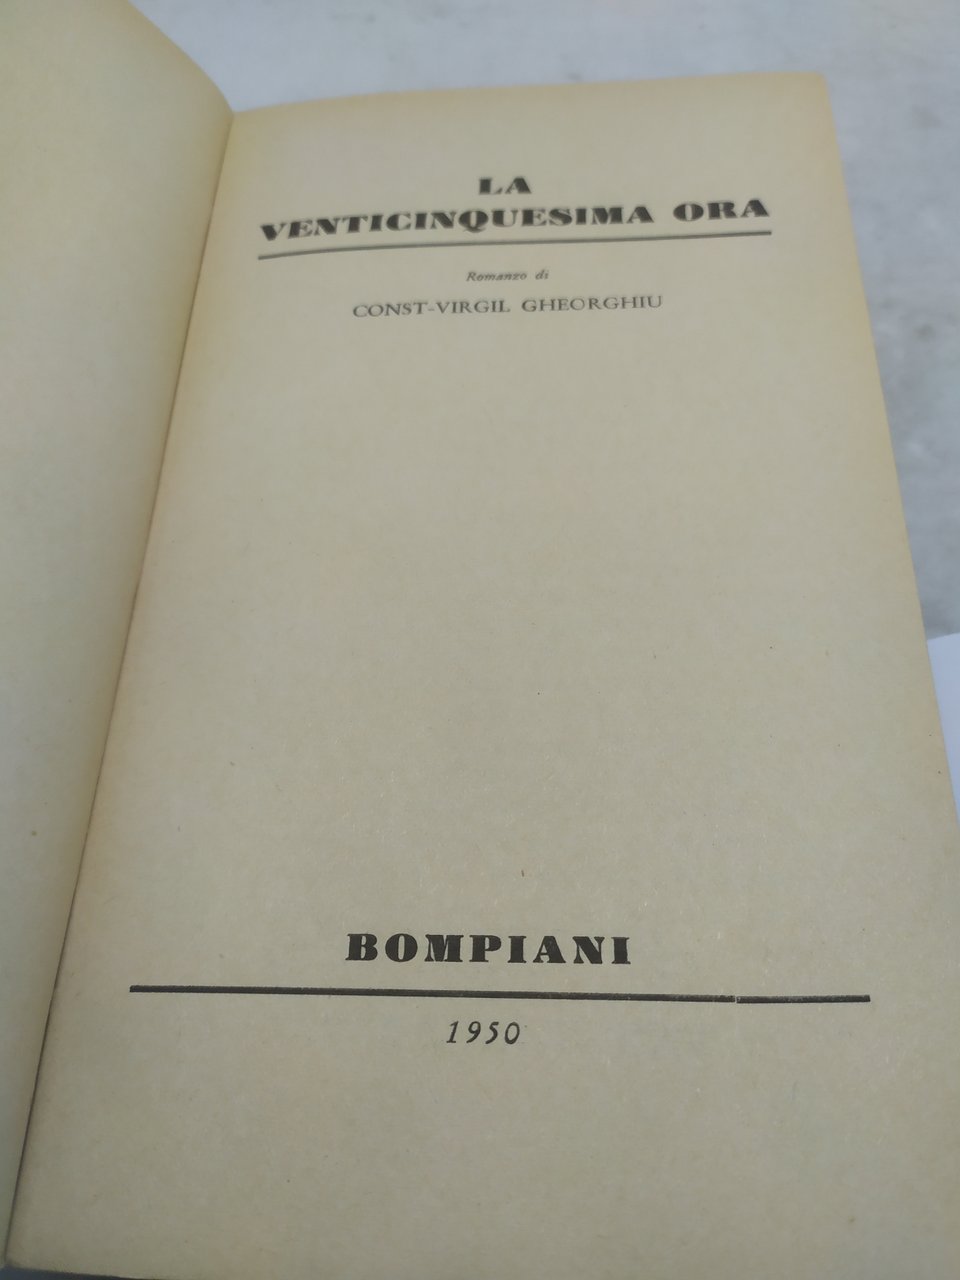 LA
VENTICINQUESIMA ORA
Romanzo di
CONST-VIRGIL GHEORGHIU
BOMPIANI
1950